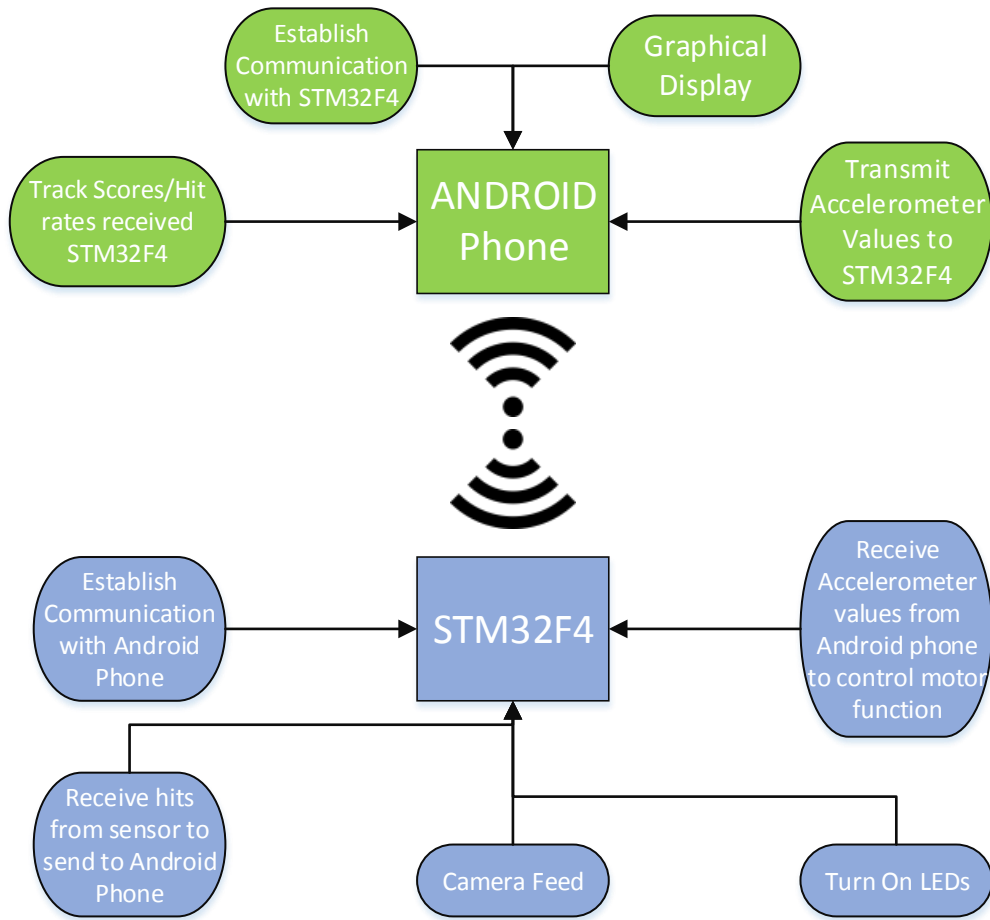 Establish
Communication
with STM32F4
Graphical
Display
Track Scores/Hit
rates received
STM32F4
ANDROID
Phone
Transmit
Accelerometer
Values to
STM32F4
Establish
Communication
with Android
Phone
STM32F4
Receive
Accelerometer
values from
Android phone
to control motor
function
Receive hits
from sensor to
send to Android
Phone
Camera Feed
Turn On LEDs